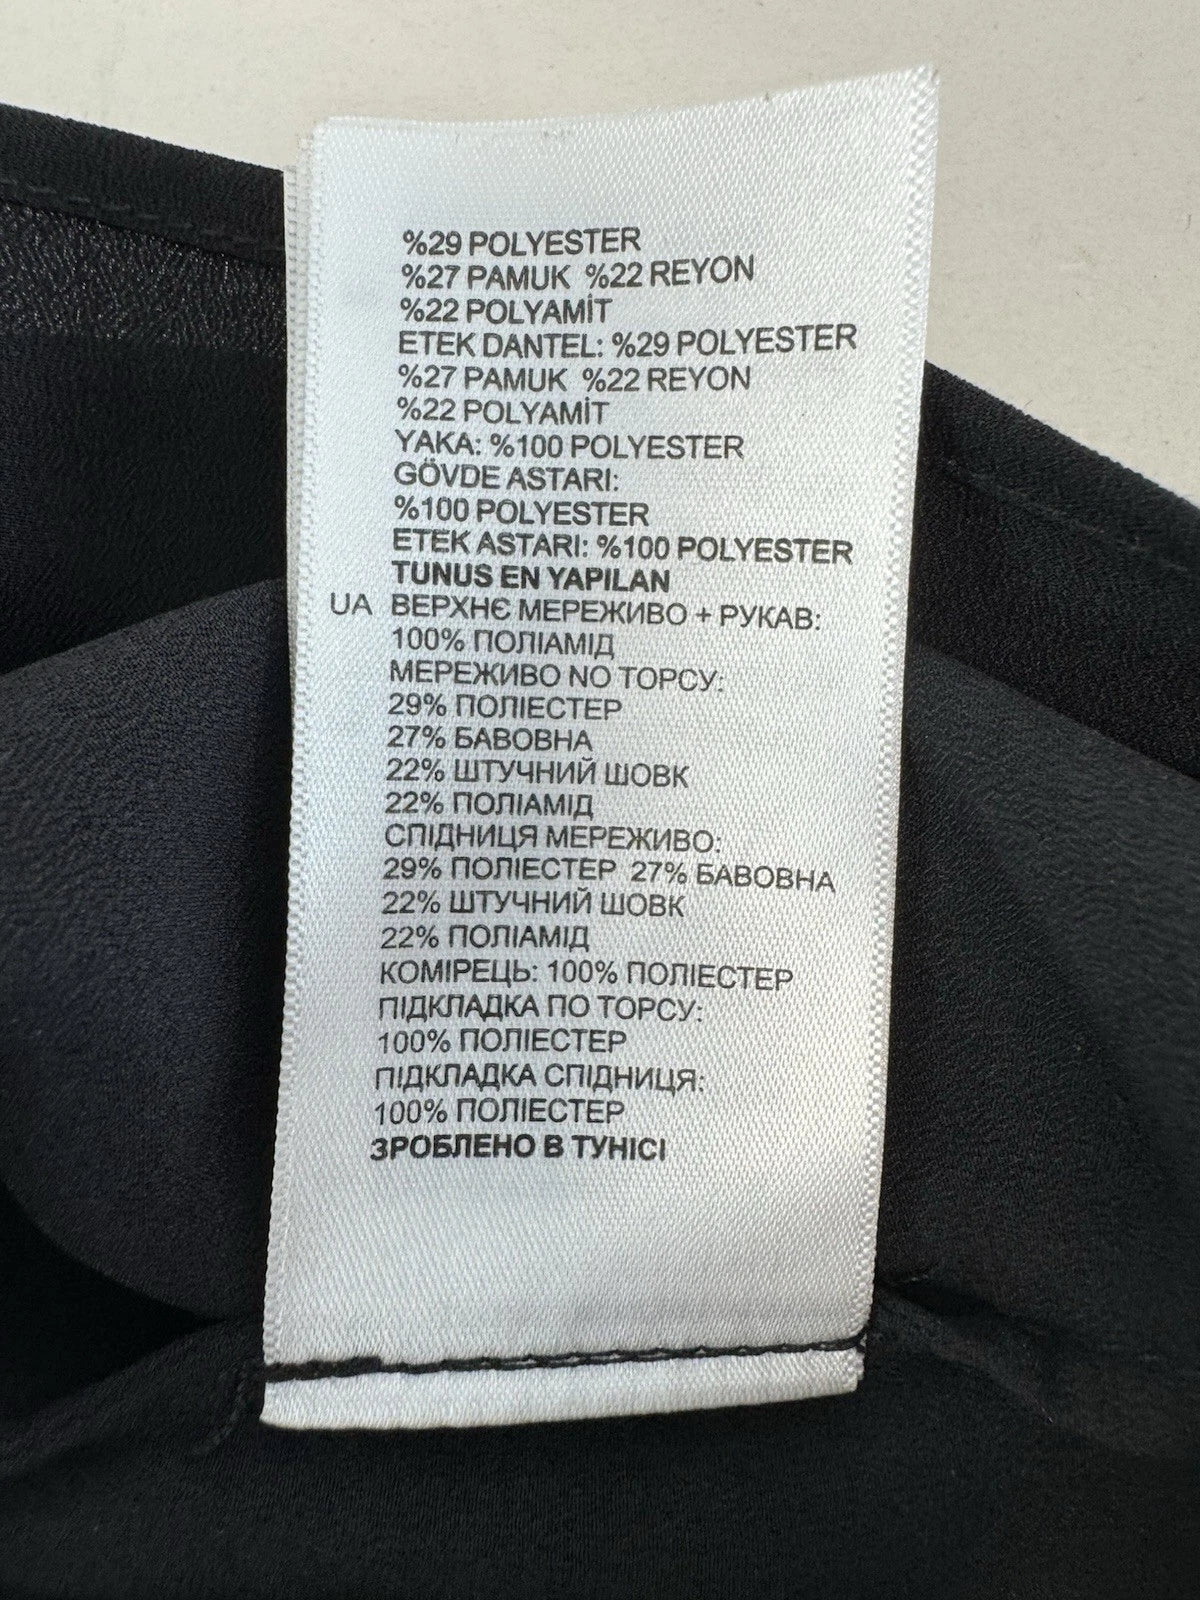 %29 POLYESTER
%27 PAMUK %22 REYON
%22 POLYAMİT
ETEK DANTEL: %29 POLYESTER
%27 PAMUK %22 REYON
%22 POLYAMİT
YAKA: %100 POLYESTER
GÖVDE ASTARI:
%100 POLYESTER
ETEK ASTARI: %100 POLYESTER
TUNUS EN YAPILAN
UA ВЕРХНЄ МЕРЕЖИВО + РУКАВ:
100% ПОЛІАМІД
МЕРЕЖИВО NO ТОРСУ:
29% ПОЛІЕСТЕР
27% БАВОВНА
22% ШТУЧНИЙ ШОВК
22% ПОЛІАМІД
СПІДНИЦЯ МЕРЕЖИВО:
29% ПОЛІЕСТЕР 27% БАВОВНА
22% ШТУЧНИЙ ШОВК
22% ПОЛІАМІД
КОМІРЕЦЬ: 100% ПОЛІЕСТЕР
ПІДКЛАДКА ПО ТОРСУ:
100% ПОЛІЕСТЕР
ПІДКЛАДКА СПІДНИЦЯ:
100% ПОЛІЕСТЕР
ЗРОБЛЕНО В ТУНІСІ